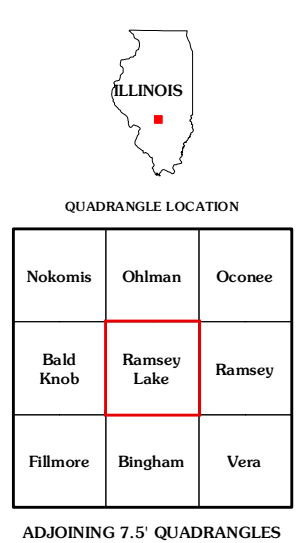 ILLINOIS
QUADRANGLE LOCATION
Nokomis Ohlman Oconee
Bald Knob
Ramsey Lake
Ramsey
Fillmore Bingham Vera
ADJOINING 7.5' QUADRANGLES